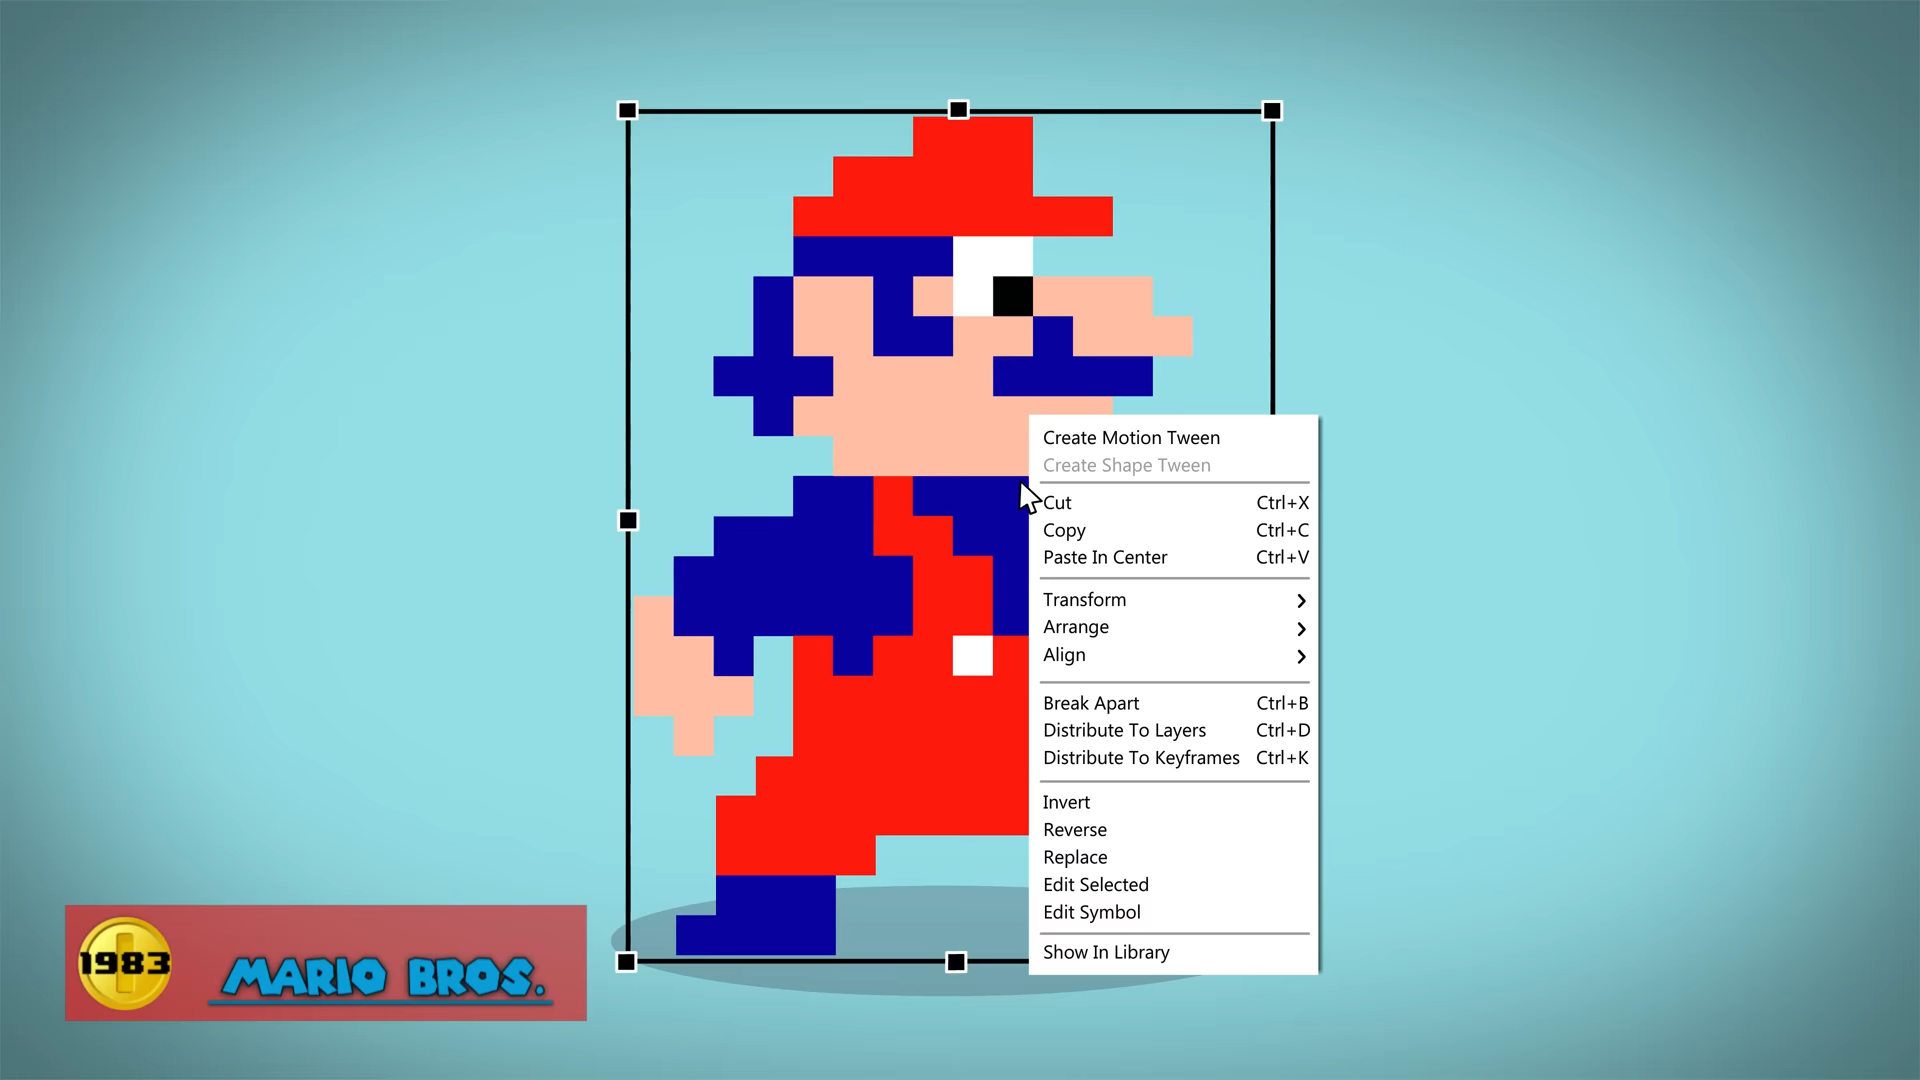 Create Motion Tween
Create Shape Tween
Cut Ctrl+X
Copy Ctrl+C
Paste In Center Ctrl+V
Transform
Arrange
Align
Break Apart Ctrl+B
Distribute To Layers Ctrl+D
Distribute To Keyframes Ctrl+K
Invert
Reverse
Replace
Edit Selected
Edit Symbol
Show In Library
1983 MARIO BROS.